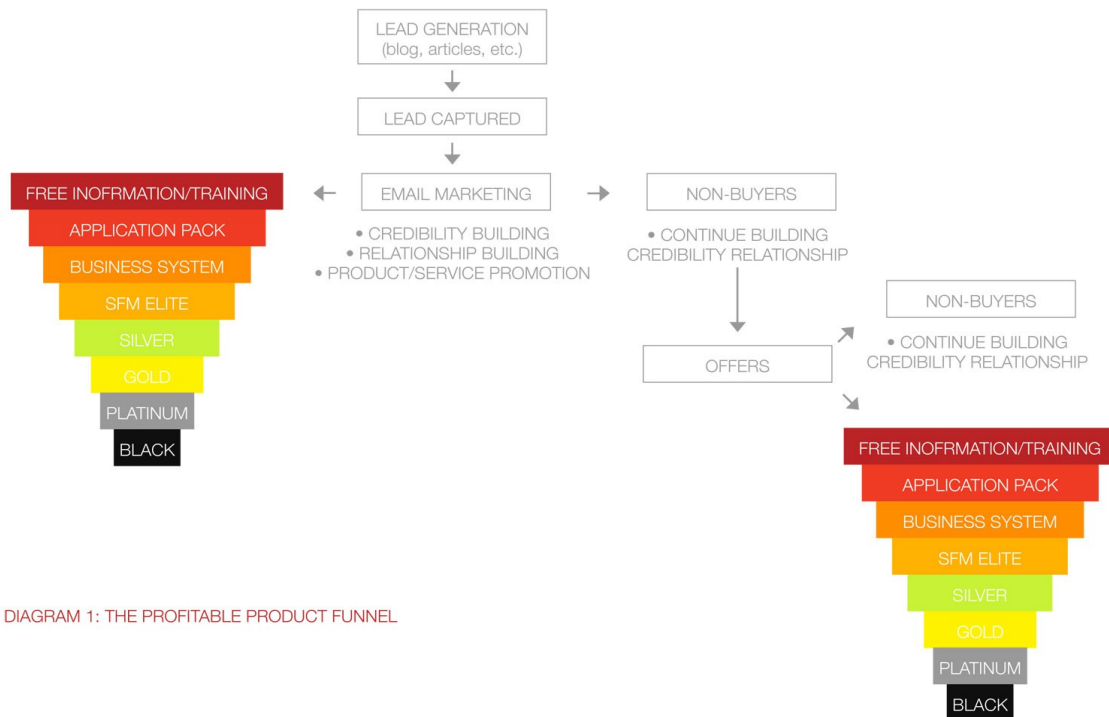 LEAD GENERATION
(blog, articles, etc.)
LEAD CAPTURED
EMAIL MARKETING
• CREDIBILITY BUILDING
• RELATIONSHIP BUILDING
• PRODUCT/SERVICE PROMOTION
FREE INOFRMATION/TRAINING
APPLICATION PACK
BUSINESS SYSTEM
SFM ELITE
SILVER
GOLD
PLATINUM
BLACK
NON-BUYERS
• CONTINUE BUILDING
CREDIBILITY RELATIONSHIP
OFFERS
NON-BUYERS
• CONTINUE BUILDING
CREDIBILITY RELATIONSHIP
FREE INOFRMATION/TRAINING
APPLICATION PACK
BUSINESS SYSTEM
SFM ELITE
SILVER
GOLD
PLATINUM
BLACK
DIAGRAM 1: THE PROFITABLE PRODUCT FUNNEL